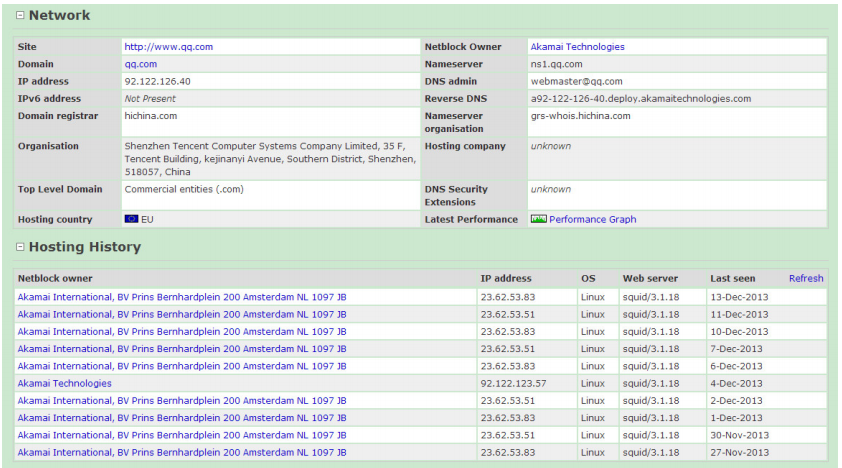 Network
Site http://www.qq.com Netblock Owner Akamai Technologies
Domain qq.com Nameserver ns1.qq.com
IP address 92.122.126.40 DNS admin webmaster@qq.com
IPv6 address Not Present Reverse DNS a92-122-126-40.deploy.akamaitechnologies.com
Domain registrar hichina.com Nameserver organisation grs-whois.hichina.com
Organisation Shenzhen Tencent Computer Systems Company Limited, 35 F, Tencent Building, kejinanyi Avenue, Southern District, Shenzhen, 518057, China Hosting company unknown
Top Level Domain Commercial entities (.com) DNS Security Extensions unknown
Hosting country EU Latest Performance Performance Graph
Hosting History
Netblock owner IP address OS Web server Last seen Refresh
Akamai International, BV Prins Bernhardplein 200 Amsterdam NL 1097 JB 23.62.53.83 Linux squid/3.1.18 13-Dec-2013
Akamai International, BV Prins Bernhardplein 200 Amsterdam NL 1097 JB 23.62.53.51 Linux squid/3.1.18 11-Dec-2013
Akamai International, BV Prins Bernhardplein 200 Amsterdam NL 1097 JB 23.62.53.83 Linux squid/3.1.18 10-Dec-2013
Akamai International, BV Prins Bernhardplein 200 Amsterdam NL 1097 JB 23.62.53.51 Linux squid/3.1.18 7-Dec-2013
Akamai International, BV Prins Bernhardplein 200 Amsterdam NL 1097 JB 23.62.53.83 Linux squid/3.1.18 6-Dec-2013
Akamai Technologies 92.122.123.57 Linux squid/3.1.18 4-Dec-2013
Akamai International, BV Prins Bernhardplein 200 Amsterdam NL 1097 JB 23.62.53.51 Linux squid/3.1.18 2-Dec-2013
Akamai International, BV Prins Bernhardplein 200 Amsterdam NL 1097 JB 23.62.53.83 Linux squid/3.1.18 1-Dec-2013
Akamai International, BV Prins Bernhardplein 200 Amsterdam NL 1097 JB 23.62.53.51 Linux squid/3.1.18 30-Nov-2013
Akamai International, BV Prins Bernhardplein 200 Amsterdam NL 1097 JB 23.62.53.83 Linux squid/3.1.18 27-Nov-2013